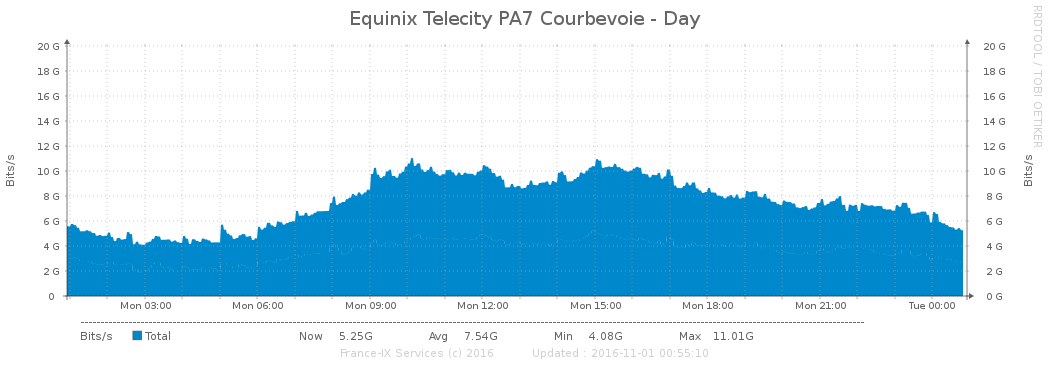 Equinix Telecity PA7 Courbevoie - Day
RRDTOOL / TOBI OETIKER
Bits/s
Bits/s
20 G 20 G
18 G 18 G
16 G 16 G
14 G 14 G
12 G 12 G
10 G 10 G
8 G 8 G
6 G 6 G
4 G 4 G
2 G 2 G
0 0 G
Mon 03:00 Mon 06:00 Mon 09:00 Mon 12:00 Mon 15:00 Mon 18:00 Mon 21:00 Tue 00:00
Bits/s Total Now 5.25G Avg 7.54G Min 4.08G Max 11.01G
France-IX Services (c) 2016 Updated : 2016-11-01 00:55:10